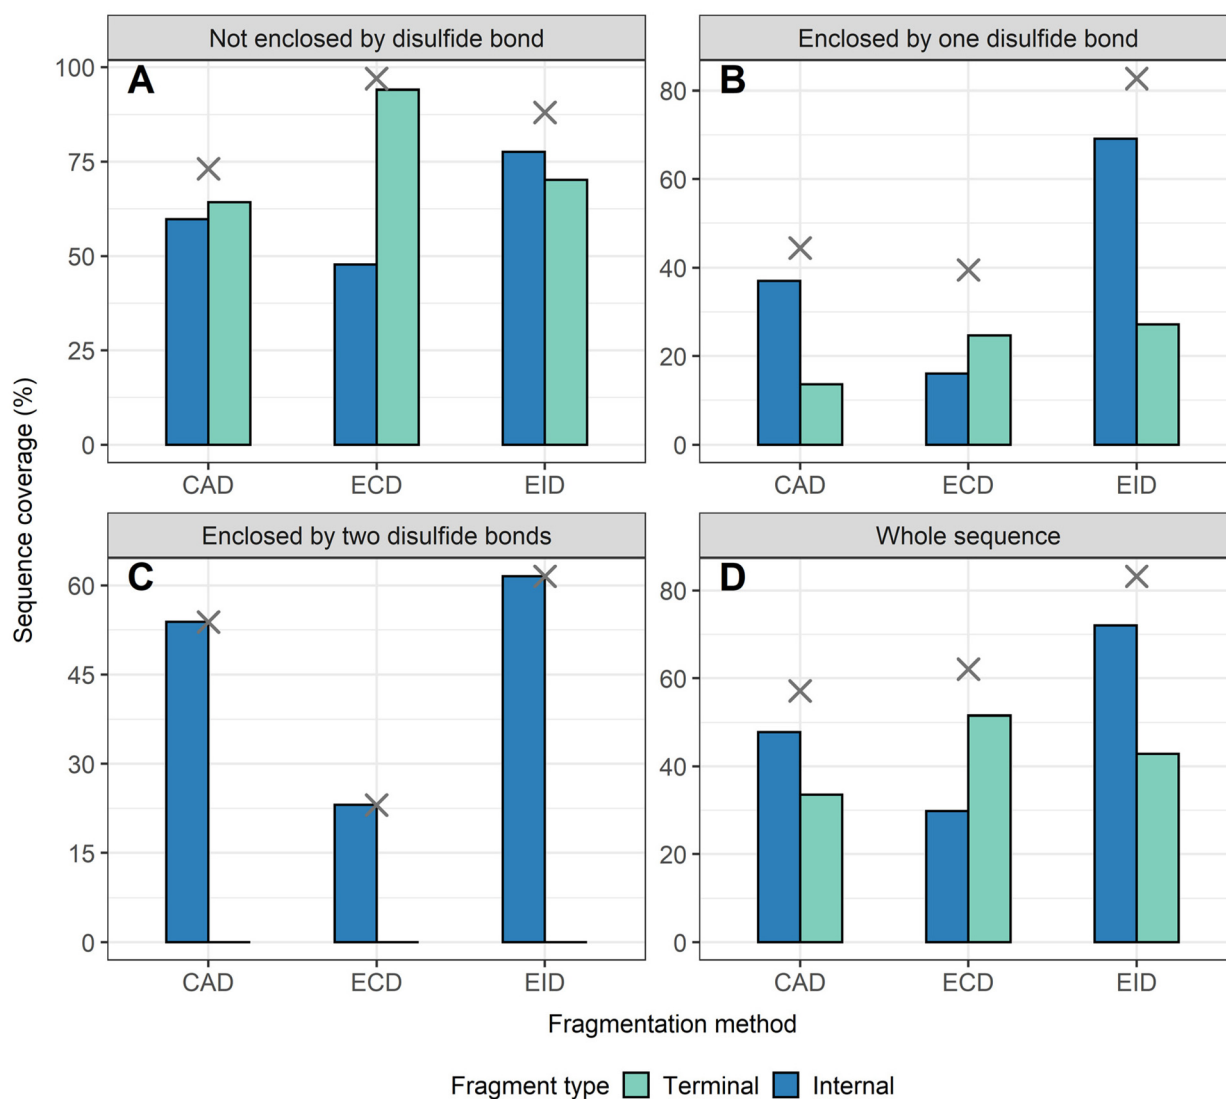 Not enclosed by disulfide bond
Enclosed by one disulfide bond
A
B
100
75
50
25
0
80
60
40
20
0
CAD ECD EID
CAD ECD EID
Enclosed by two disulfide bonds
Whole sequence
C
D
60
45
30
15
0
80
60
40
20
0
CAD ECD EID
CAD ECD EID
Sequence coverage (%)
Fragmentation method
Fragment type Terminal Internal